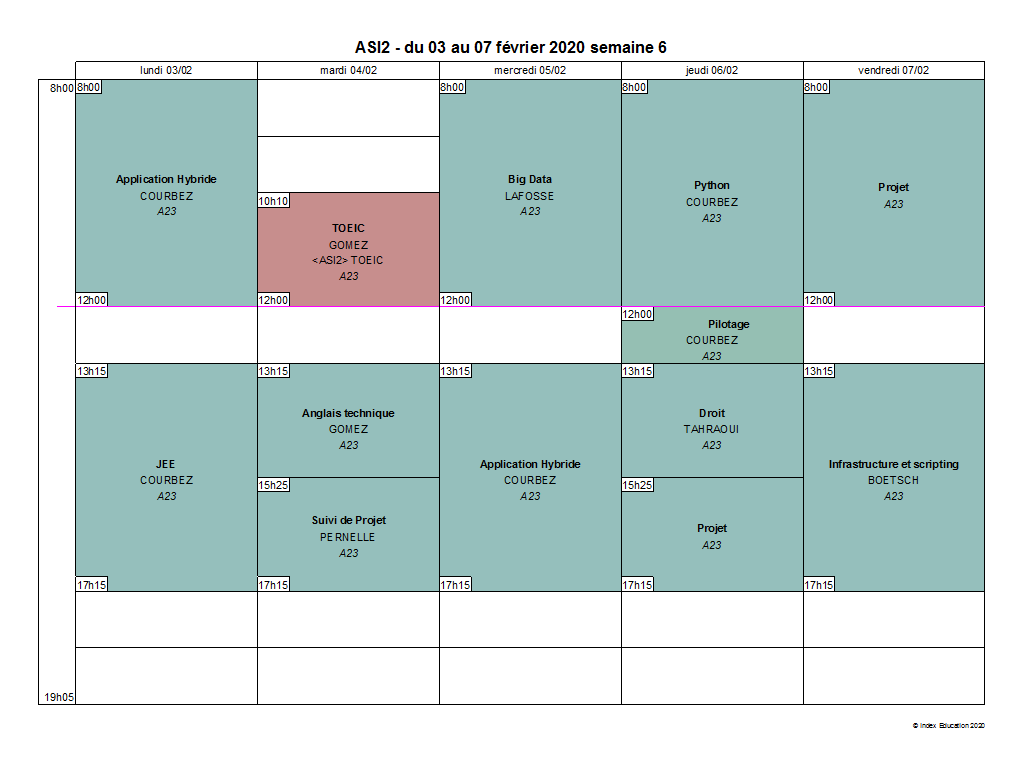 ASI2 - du 03 au 07 février 2020 semaine 6
lundi 03/02
mardi 04/02
mercredi 05/02
jeudi 06/02
vendredi 07/02
8h00
8h00
Application Hybride
COURBEZ
A23
12h00
10h10
TOEIC
GOMEZ
<ASI2> TOEIC
A23
12h00
8h00
Big Data
LAFOSSE
A23
12h00
8h00
Python
COURBEZ
A23
12h00
Pilotage
COURBEZ
A23
8h00
Projet
A23
12h00
13h15
JEE
COURBEZ
A23
17h15
13h15
Anglais technique
GOMEZ
A23
15h25
Suivi de Projet
PERNELLE
A23
17h15
13h15
Application Hybride
COURBEZ
A23
17h15
13h15
Droit
TAHRAOUI
A23
15h25
Projet
A23
17h15
13h15
Infrastructure et scripting
BOETSCH
A23
17h15
19h05
© Index Education 2020